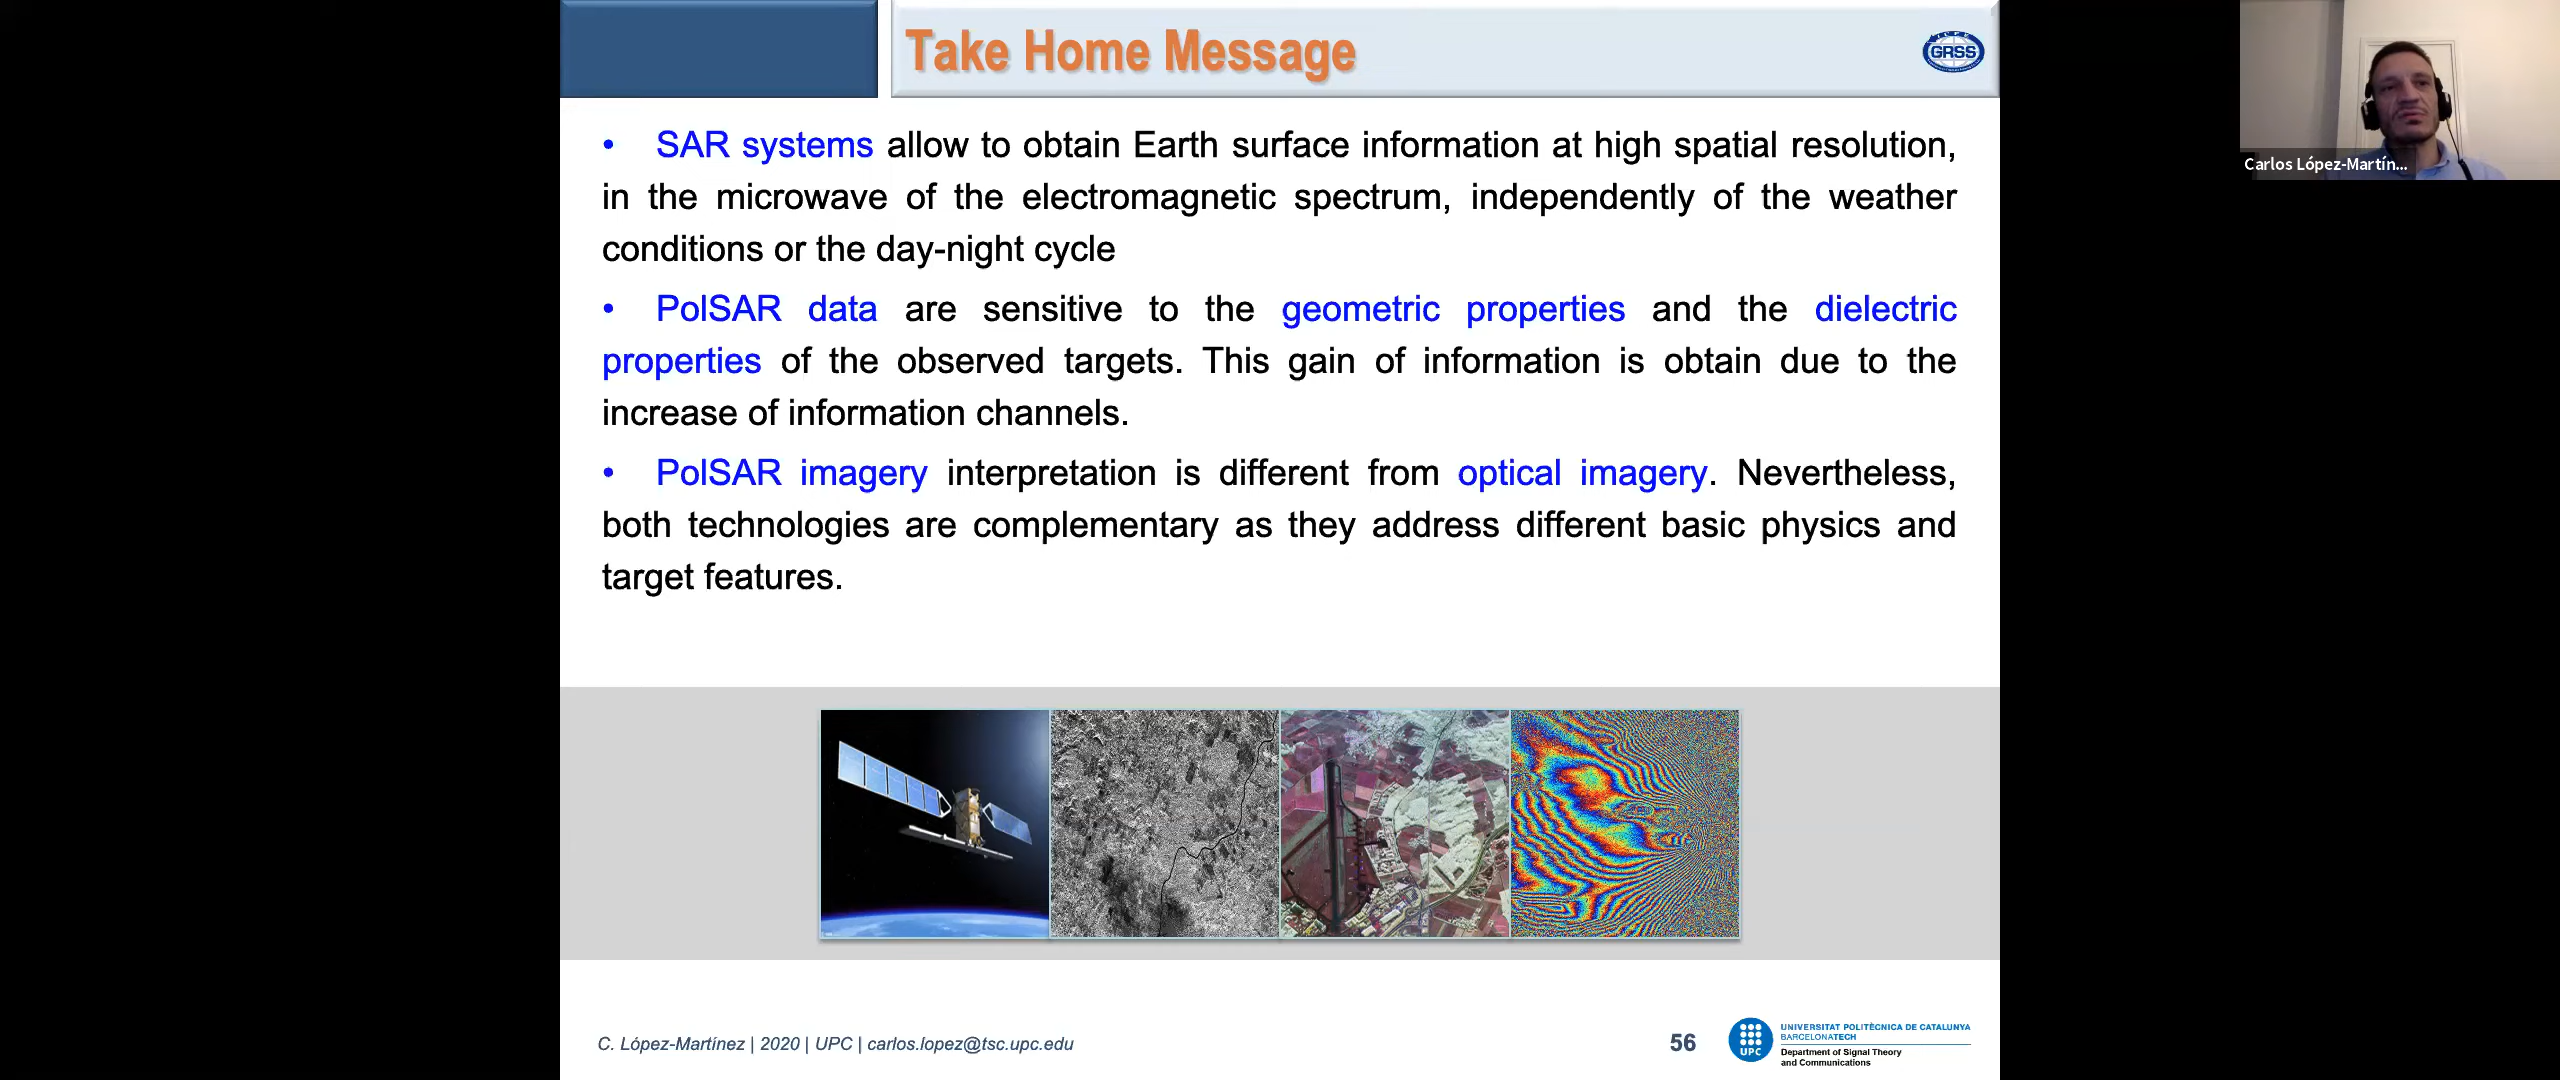 Take Home Message
GRSS
Carlos López-Martín...
• SAR systems allow to obtain Earth surface information at high spatial resolution,
in the microwave of the electromagnetic spectrum, independently of the weather
conditions or the day-night cycle
• PolSAR data are sensitive to the geometric properties and the dielectric
properties of the observed targets. This gain of information is obtain due to the
increase of information channels.
• PolSAR imagery interpretation is different from optical imagery. Nevertheless,
both technologies are complementary as they address different basic physics and
target features.
C. López-Martínez | 2020 | UPC | carlos.lopez@tsc.upc.edu
56
UPC
UNIVERSITAT POLITÈCNICA DE CATALUNYA
BARCELONATECH
Department of Signal Theory
and Communications